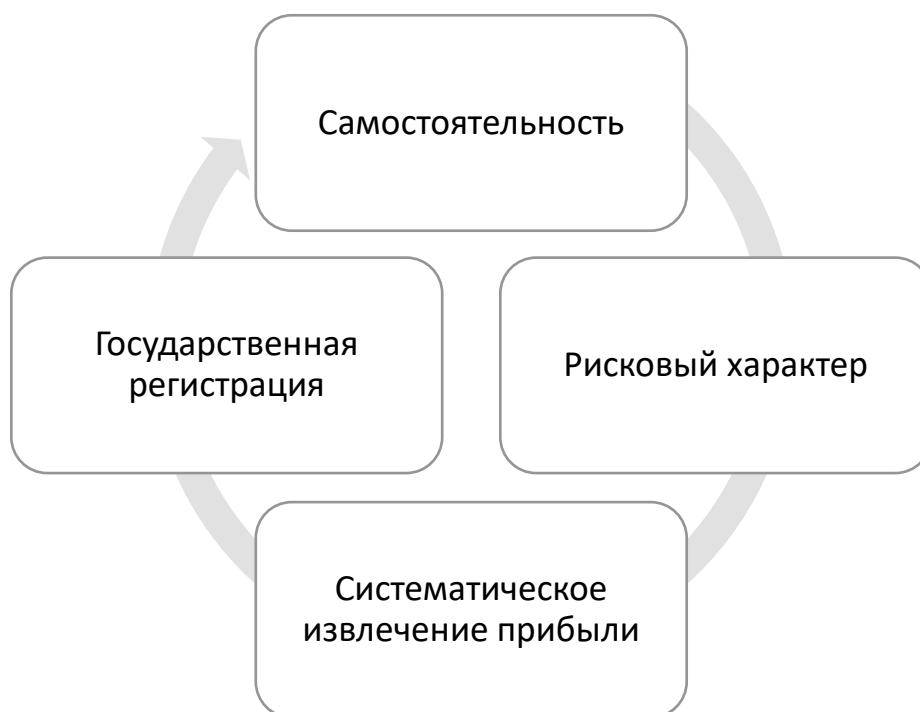 Самостоятельность
Государственная
регистрация
Рисковый характер
Систематическое
извлечение прибыли